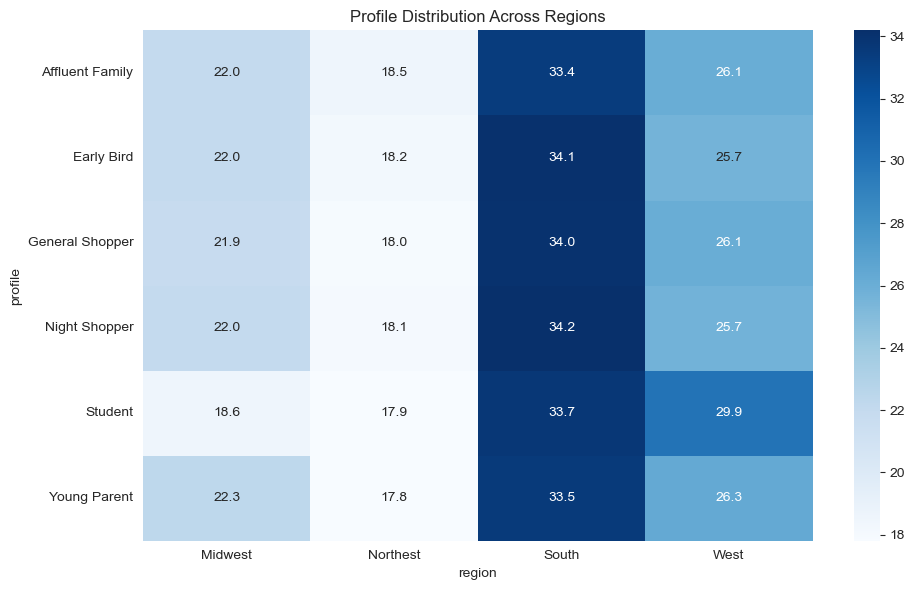 Profile Distribution Across Regions
Affluent Family 22.0 18.5 33.4 26.1
Early Bird 22.0 18.2 34.1 25.7
General Shopper 21.9 18.0 34.0 26.1
Night Shopper 22.0 18.1 34.2 25.7
Student 18.6 17.9 33.7 29.9
Young Parent 22.3 17.8 33.5 26.3
profile
Midwest Northest South West
region
34
32
30
28
26
24
22
20
18